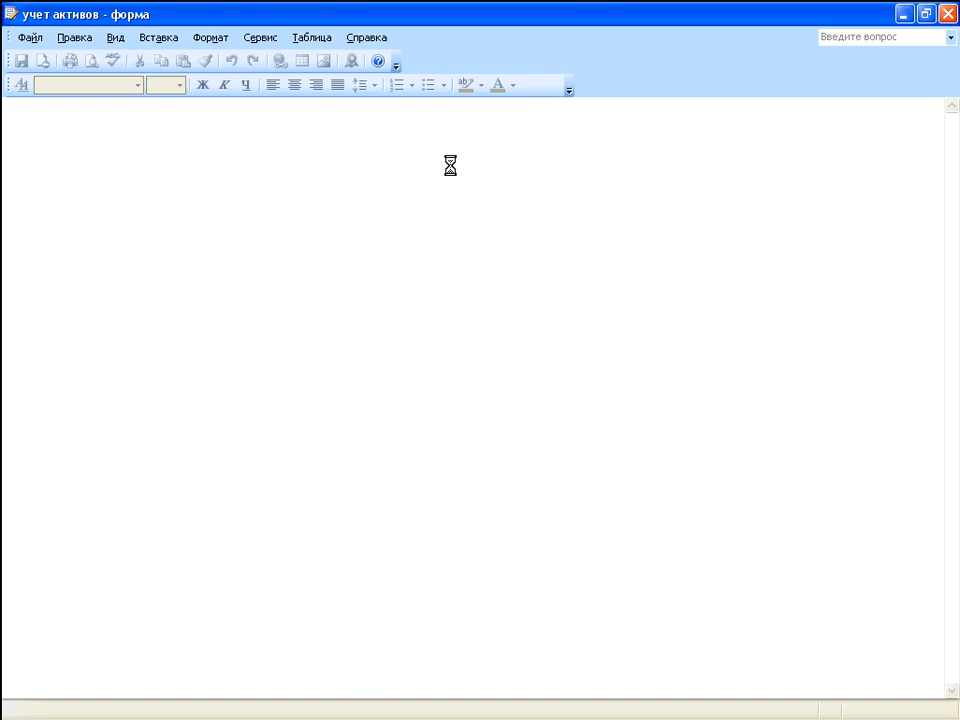 учет активов - форма
Файл Правка Вид Вставка Формат Сервис Таблица Справка
Введите вопрос
Ж К Ч